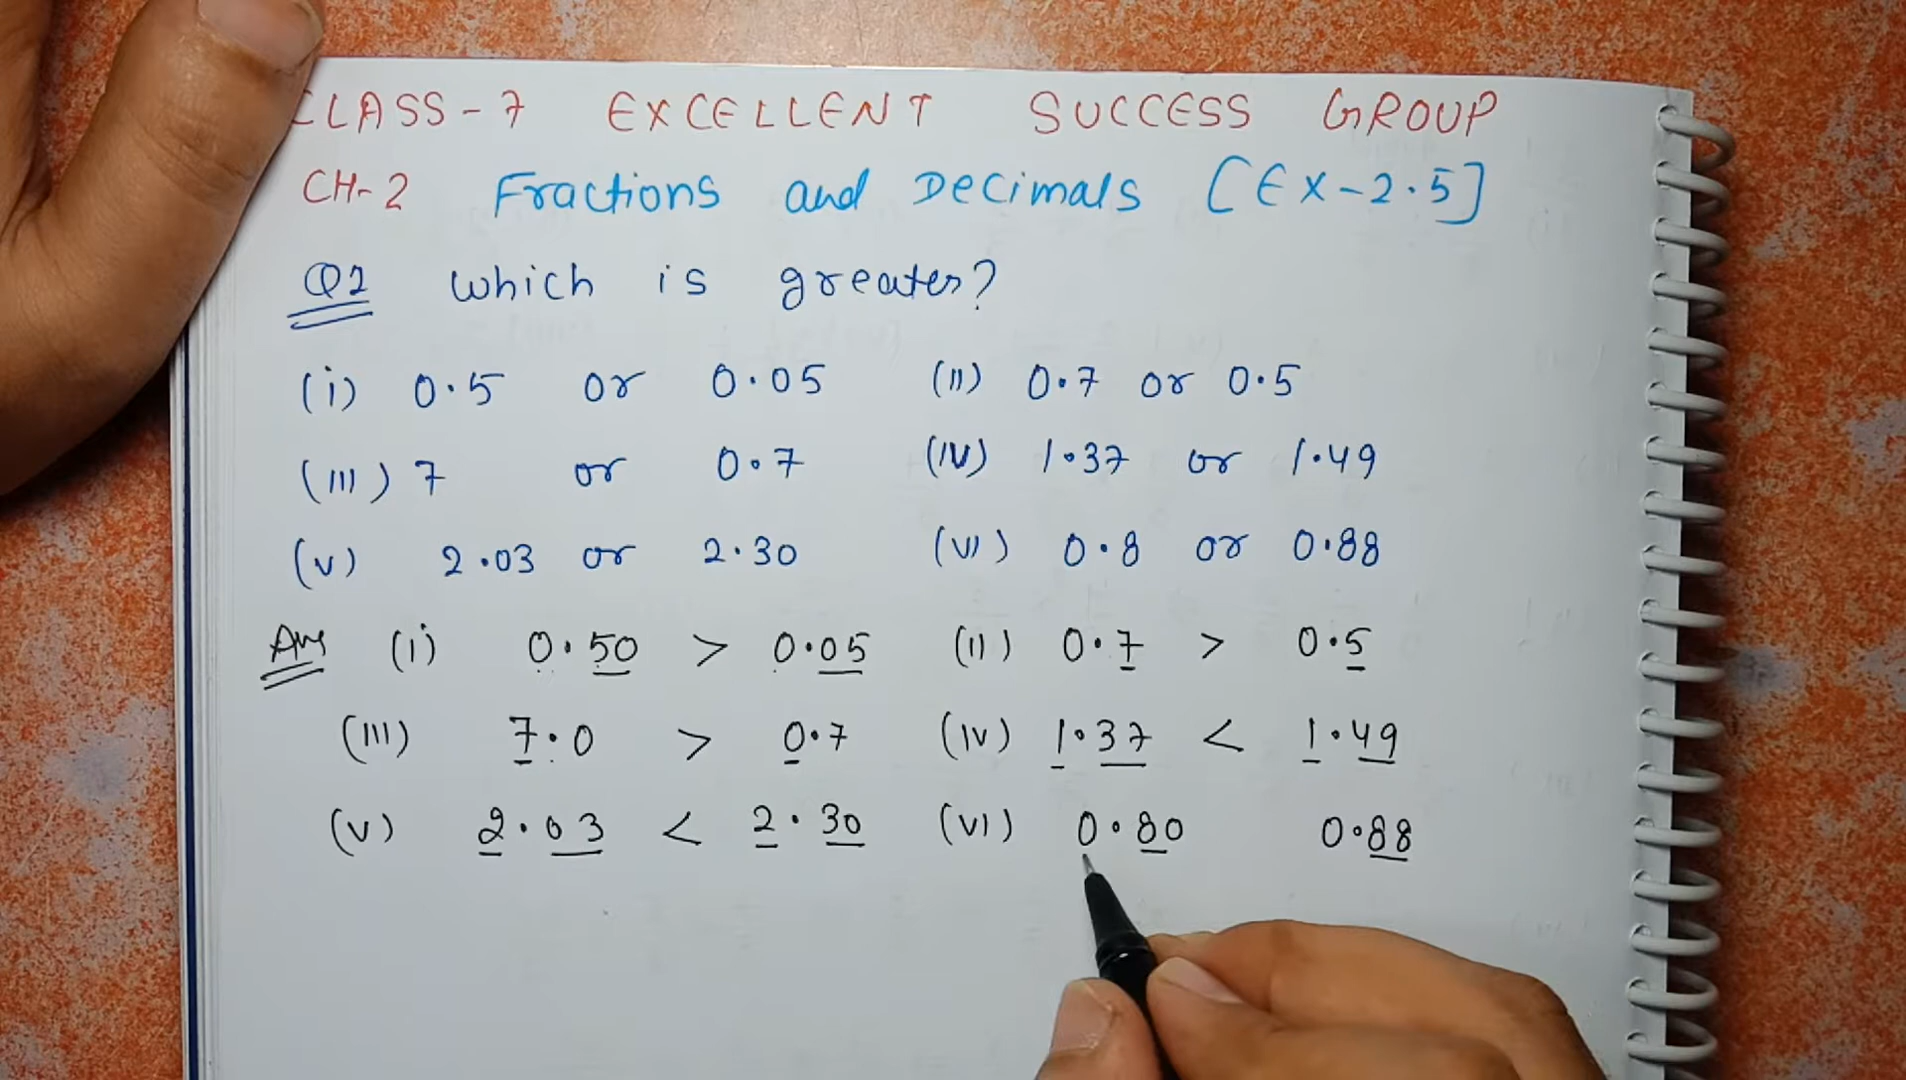 CLASS-7 EXCELLENT SUCCESS GROUP
CH-2 Fractions and Decimals [EX-2.5]
Q1 Which is greater?
(i) 0.5 or 0.05 (II) 0.7 or 0.5
(III) 7 or 0.7 (IV) 1.37 or 1.49
(V) 2.03 or 2.30 (VI) 0.8 or 0.88
Ans (i) 0.50 > 0.05 (II) 0.7 > 0.5
(III) 7.0 > 0.7 (IV) 1.37 < 1.49
(V) 2.03 < 2.30 (VI) 0.80 0.88